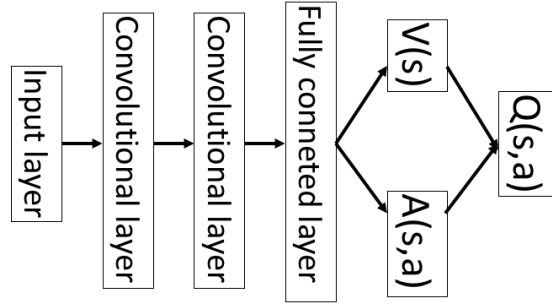 Input layer
Convolutional layer
Convolutional layer
Fully conneted layer
V(s)
A(s,a)
Q(s,a)